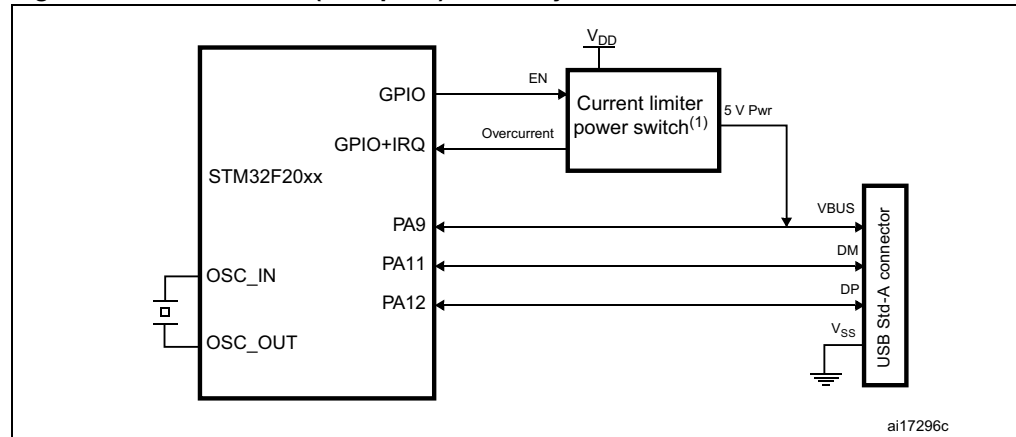 V_DD
EN
GPIO
Current limiter
power switch(1)
5 V Pwr
Overcurrent
GPIO+IRQ
STM32F20xx
VBUS
PA9
DM
PA11
OSC_IN
DP
PA12
V_SS
OSC_OUT
USB Std-A connector
ai17296c